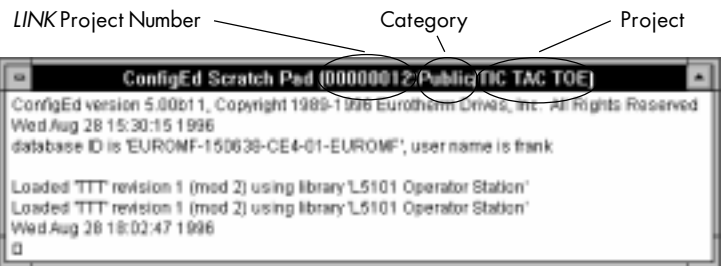 LINK Project Number Category Project
ConfigEd Scratch Pad (00000012/Public/TIC TAC TOE)
ConfigEd version 5.00b11, Copyright 1989-1996 Eurotherm Drives, Inc. All Rights Reserved
Wed Aug 28 15:30:15 1996
database ID is 'EUROMF-150638-CE4-01-EUROMF', user name is frank
Loaded 'TTT' revision 1 (mod 2) using library 'L5101 Operator Station'
Loaded 'TTT' revision 1 (mod 2) using library 'L5101 Operator Station'
Wed Aug 28 18:02:47 1996